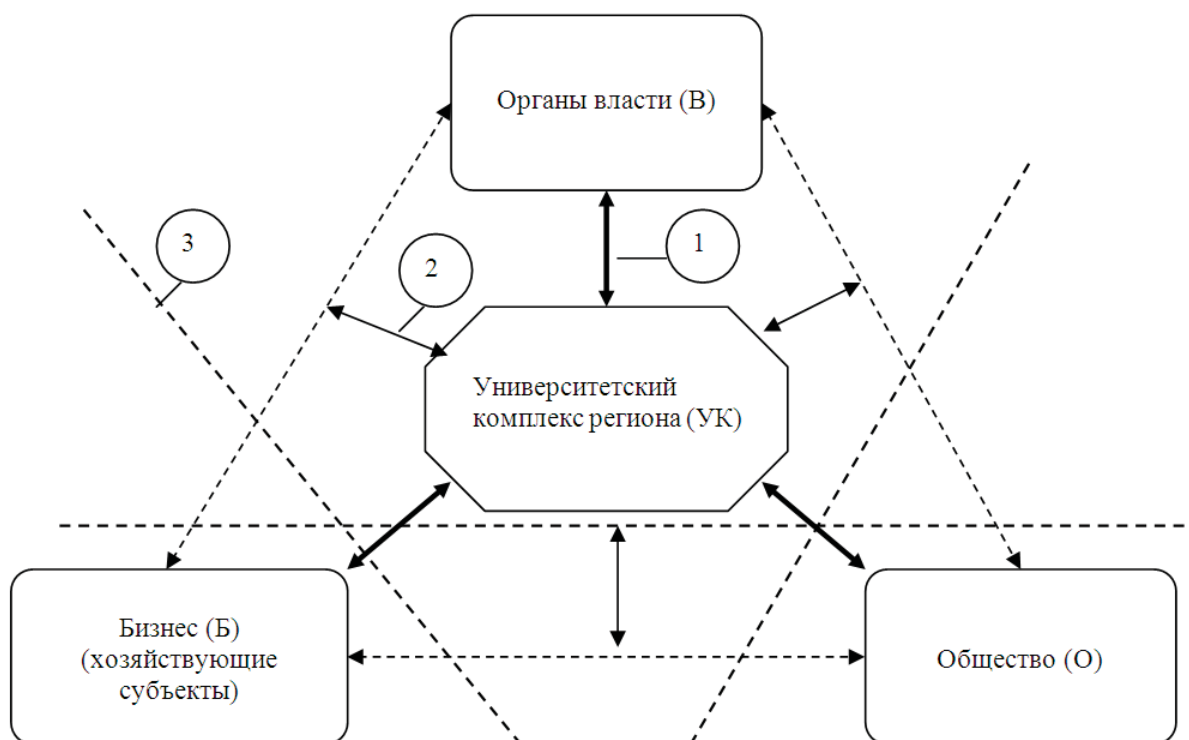 Органы власти (В)
3
2
1
Университетский
комплекс региона (УК)
Бизнес (Б)
(хозяйствующие
субъекты)
Общество (О)